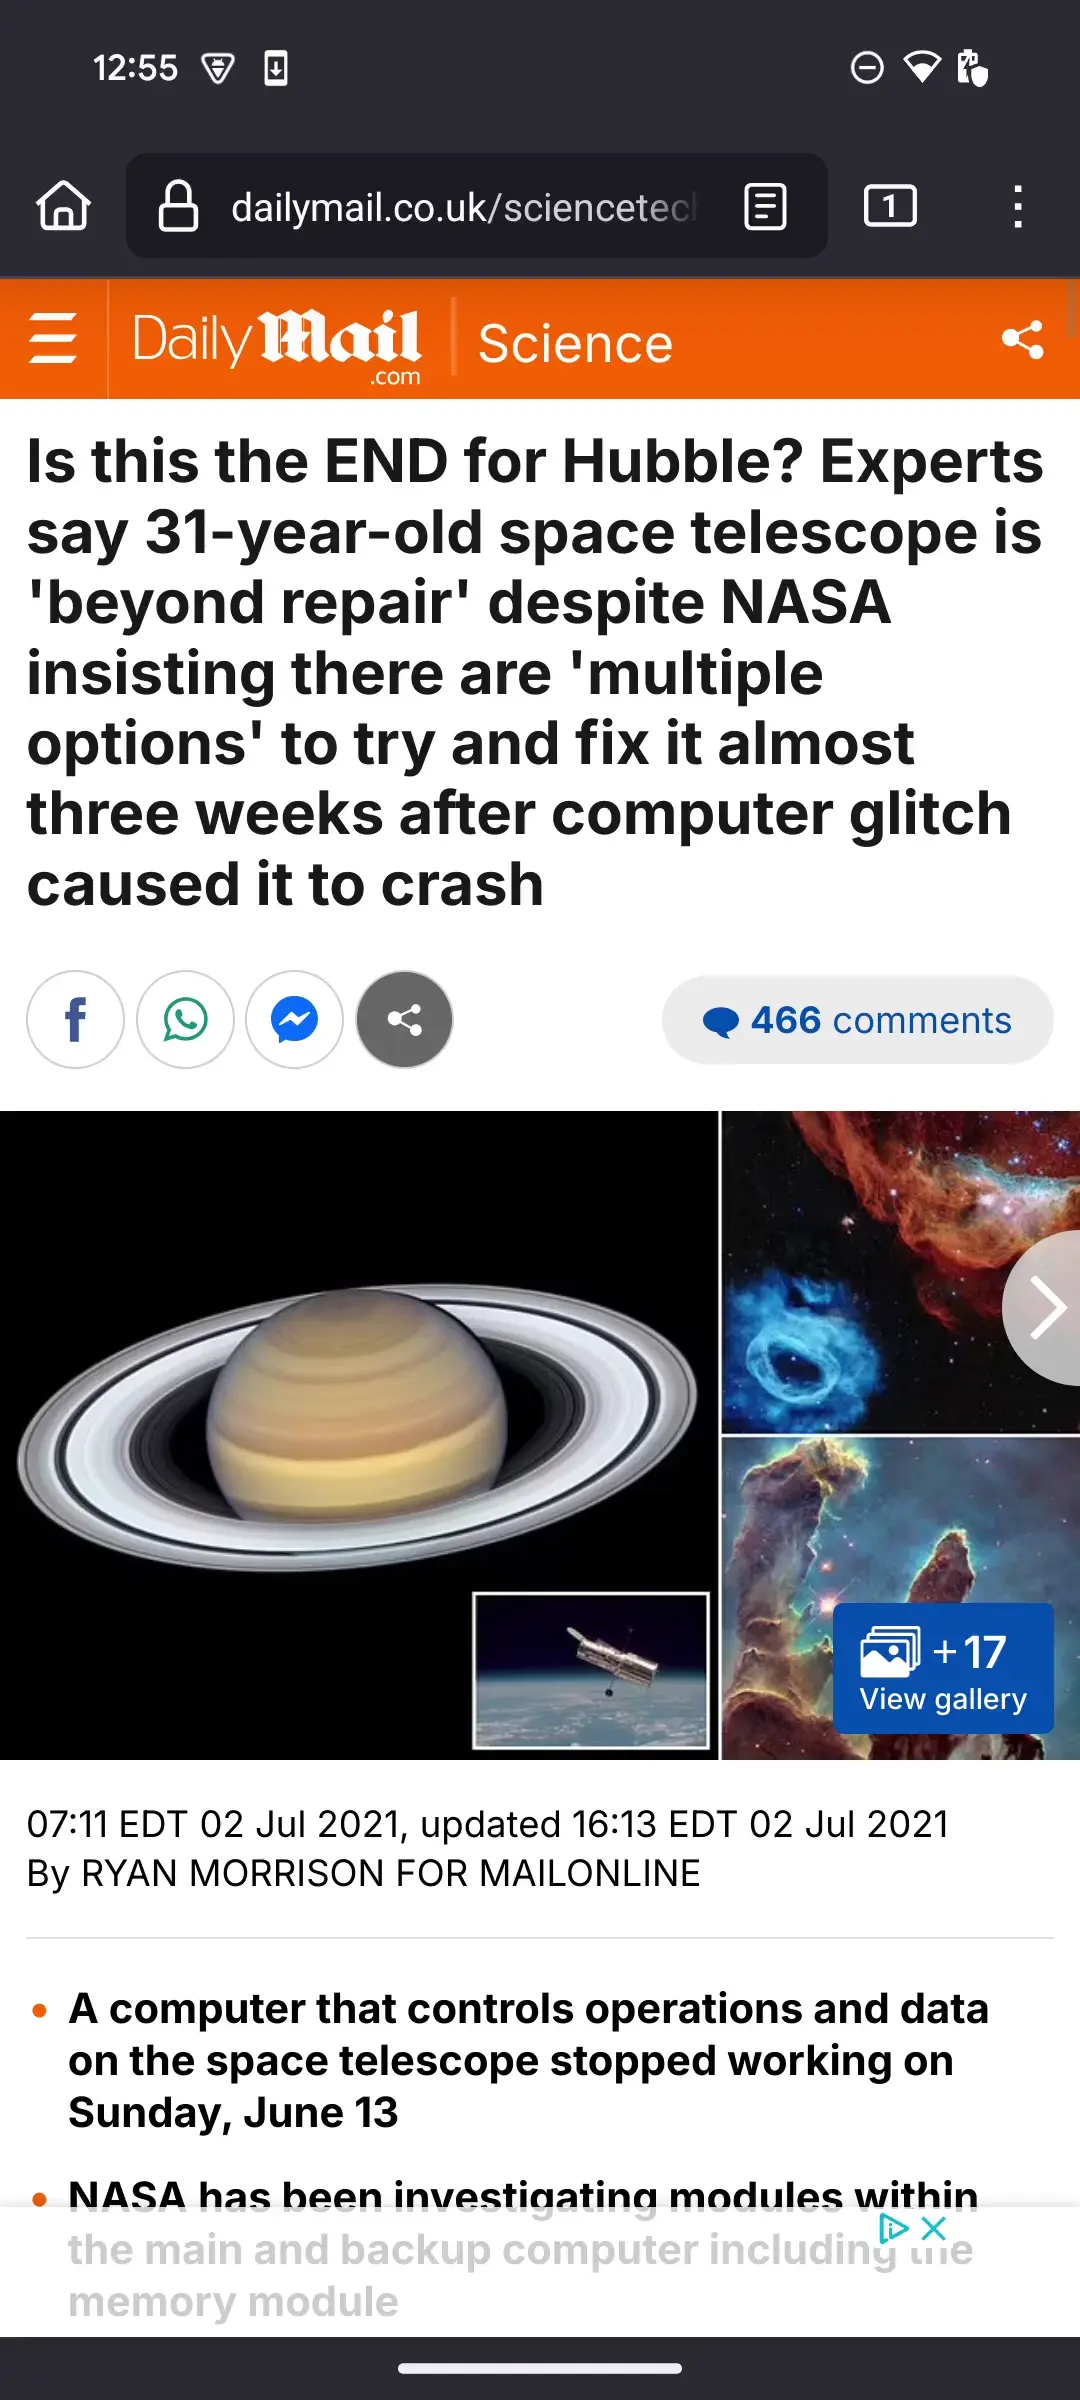 12:55
dailymail.co.uk/sciencetech
1
Daily Mail
.com
Science
Is this the END for Hubble? Experts
say 31-year-old space telescope is
'beyond repair' despite NASA
insisting there are 'multiple
options' to try and fix it almost
three weeks after computer glitch
caused it to crash
466 comments
+17
View gallery
07:11 EDT 02 Jul 2021, updated 16:13 EDT 02 Jul 2021
By RYAN MORRISON FOR MAILONLINE
• A computer that controls operations and data
on the space telescope stopped working on
Sunday, June 13
• NASA has been investigating modules within
the main and backup computer including the
memory module